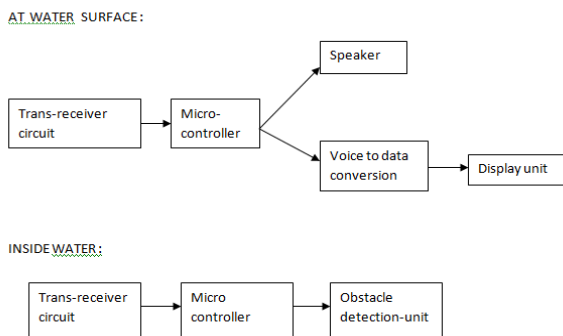 AT WATER SURFACE:
Speaker
Trans-receiver
circuit
Micro-
controller
Voice to data
conversion
Display unit
INSIDE WATER:
Trans-receiver
circuit
Micro
controller
Obstacle
detection-unit